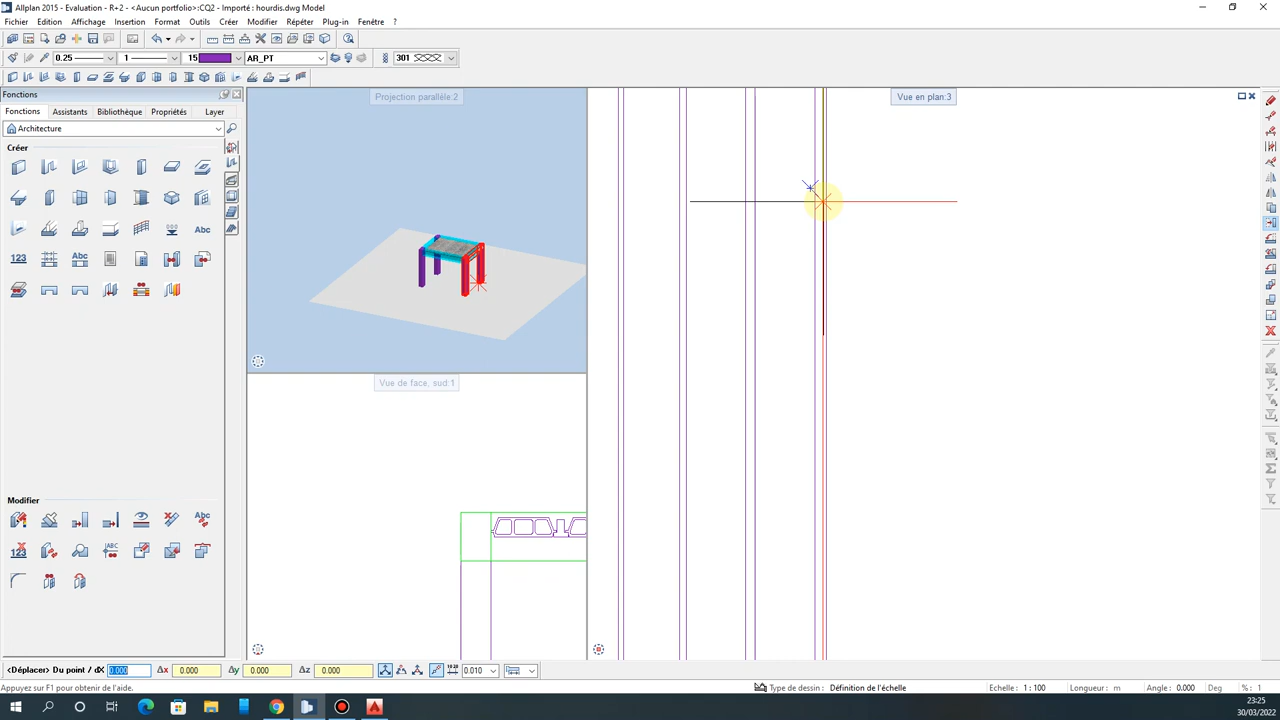 Allplan 2015 - Evaluation - R+2 - <Aucun portfolio>:CQ2 - Importé : hourdis.dwg Model
Fichier Edition Affichage Insertion Format Outils Créer Modifier Répéter Plug-in Fenêtre ?
0.25 1 15 AR_PT 301
Fonctions
Projection parallèle:2
Vue en plan:3
Fonctions Assistants Bibliothèque Propriétés Layer
Architecture
Créer
Abc
123 Abc
Vue de face, sud:1
Modifier
Abc
123 ABC
<Déplacer> Du point / dX 0.000 Δx 0.000 Δy 0.000 Δz 0.000 0.010
Appuyez sur F1 pour obtenir de l'aide. Type de dessin : Définition de l'échelle Echelle : 1 : 100 Longueur : m Angle : 0.000 Deg % : 1
23:25
30/03/2022